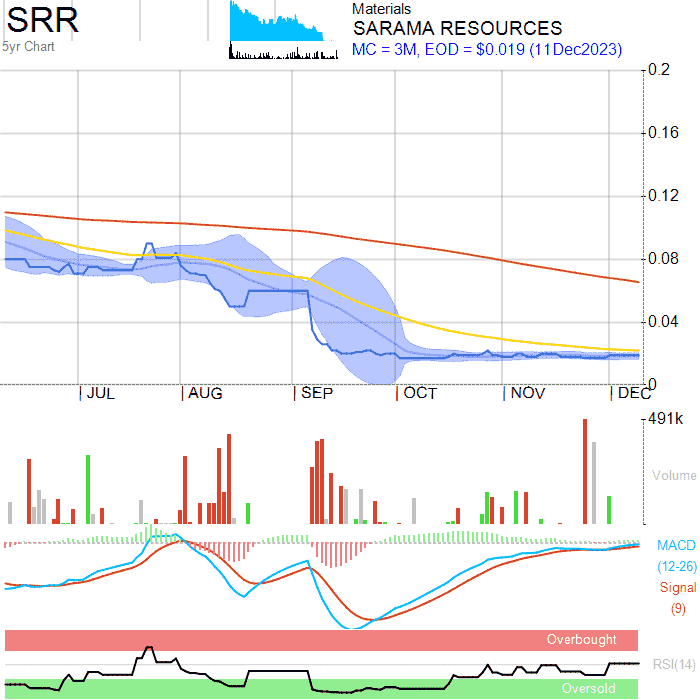 SRR
5yr Chart
Materials
SARAMA RESOURCES
MC = 3M, EOD = $0.019 (11Dec2023)
0.2
0.16
0.12
0.08
0.04
0
JUL AUG SEP OCT NOV DEC
491k
Volume
MACD
(12-26)
Signal
(9)
Overbought
RSI(14)
Oversold